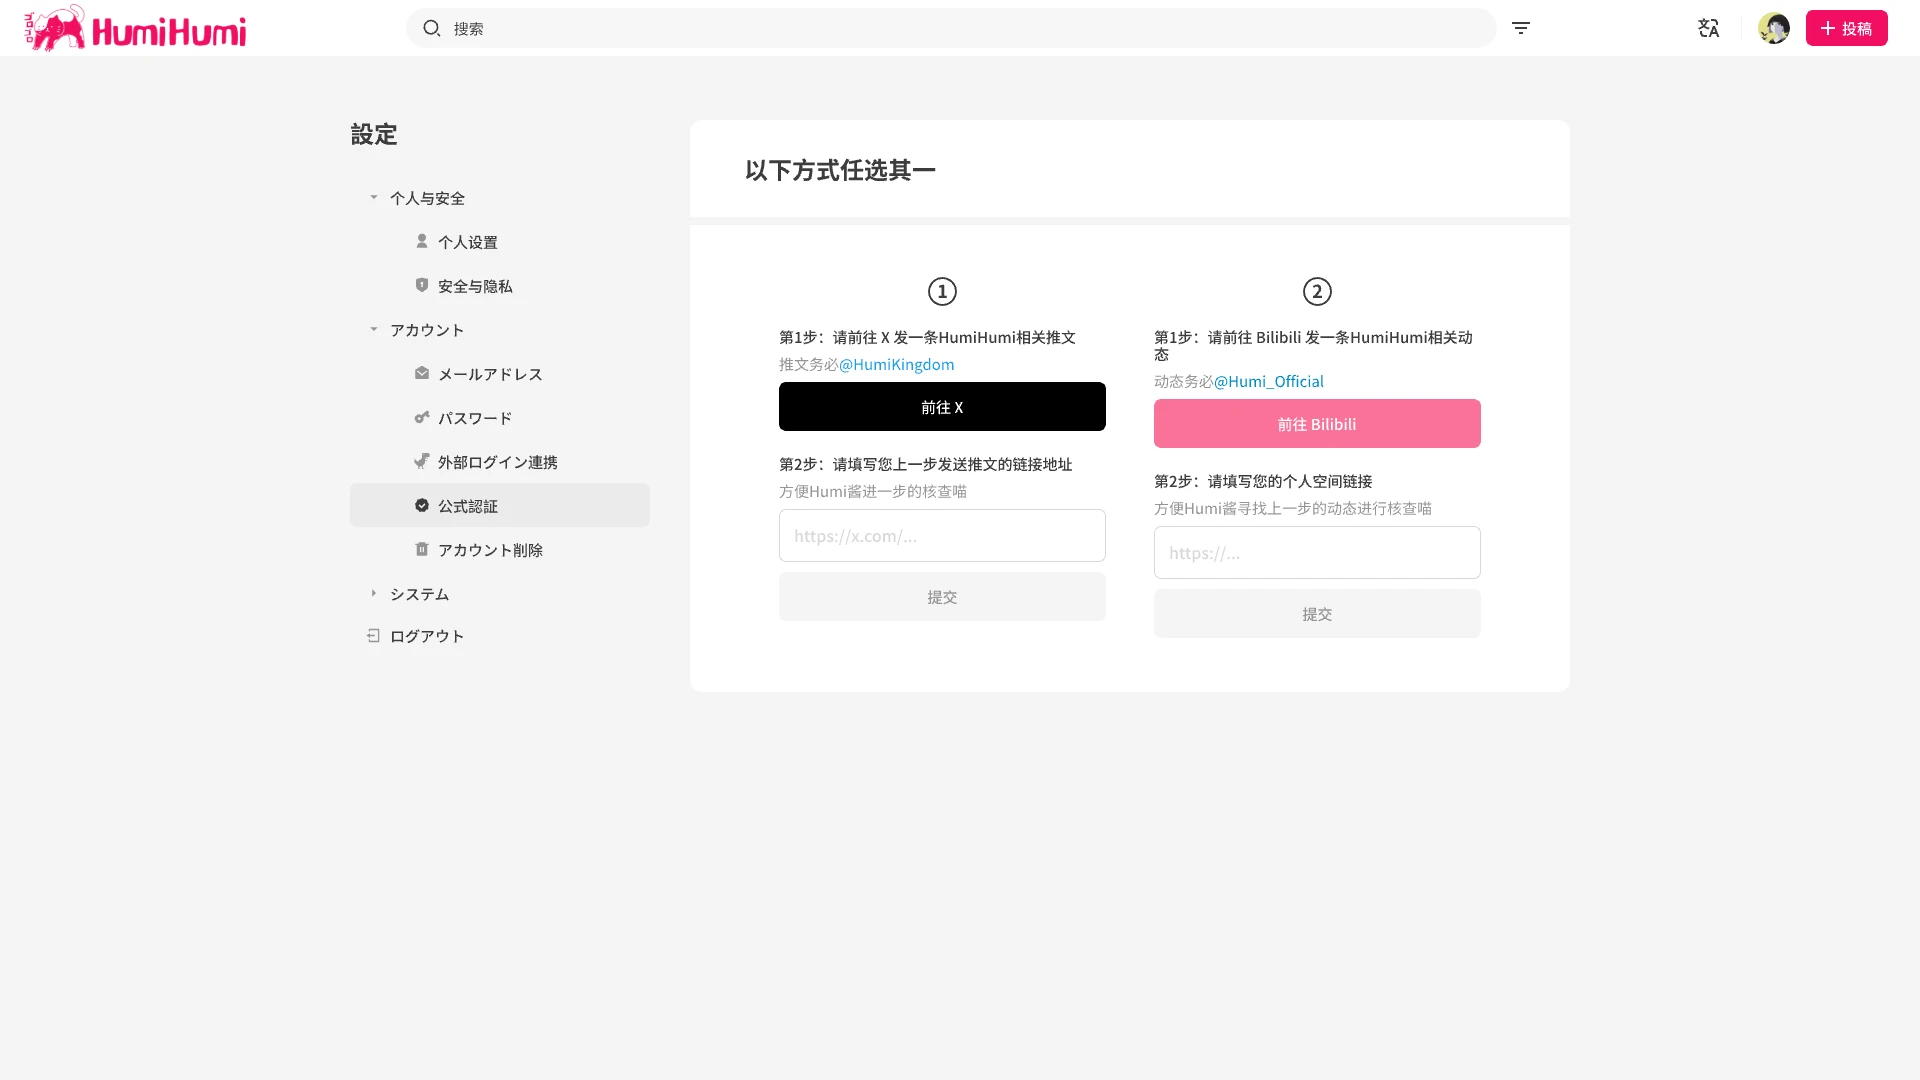 HumiHumi
搜索
投稿
設定
个人与安全
个人设置
安全与隐私
アカウント
メールアドレス
パスワード
外部ログイン連携
公式認証
アカウント削除
システム
ログアウト
以下方式任选其一
1
第1步：请前往 X 发一条HumiHumi相关推文
推文务必@HumiKingdom
前往 X
第2步：请填写您上一步发送推文的链接地址
方便Humi酱进一步的核查喵
https://x.com/...
提交
2
第1步：请前往 Bilibili 发一条HumiHumi相关动
态
动态务必@Humi_Official
前往 Bilibili
第2步：请填写您的个人空间链接
方便Humi酱寻找上一步的动态进行核查喵
https://...
提交